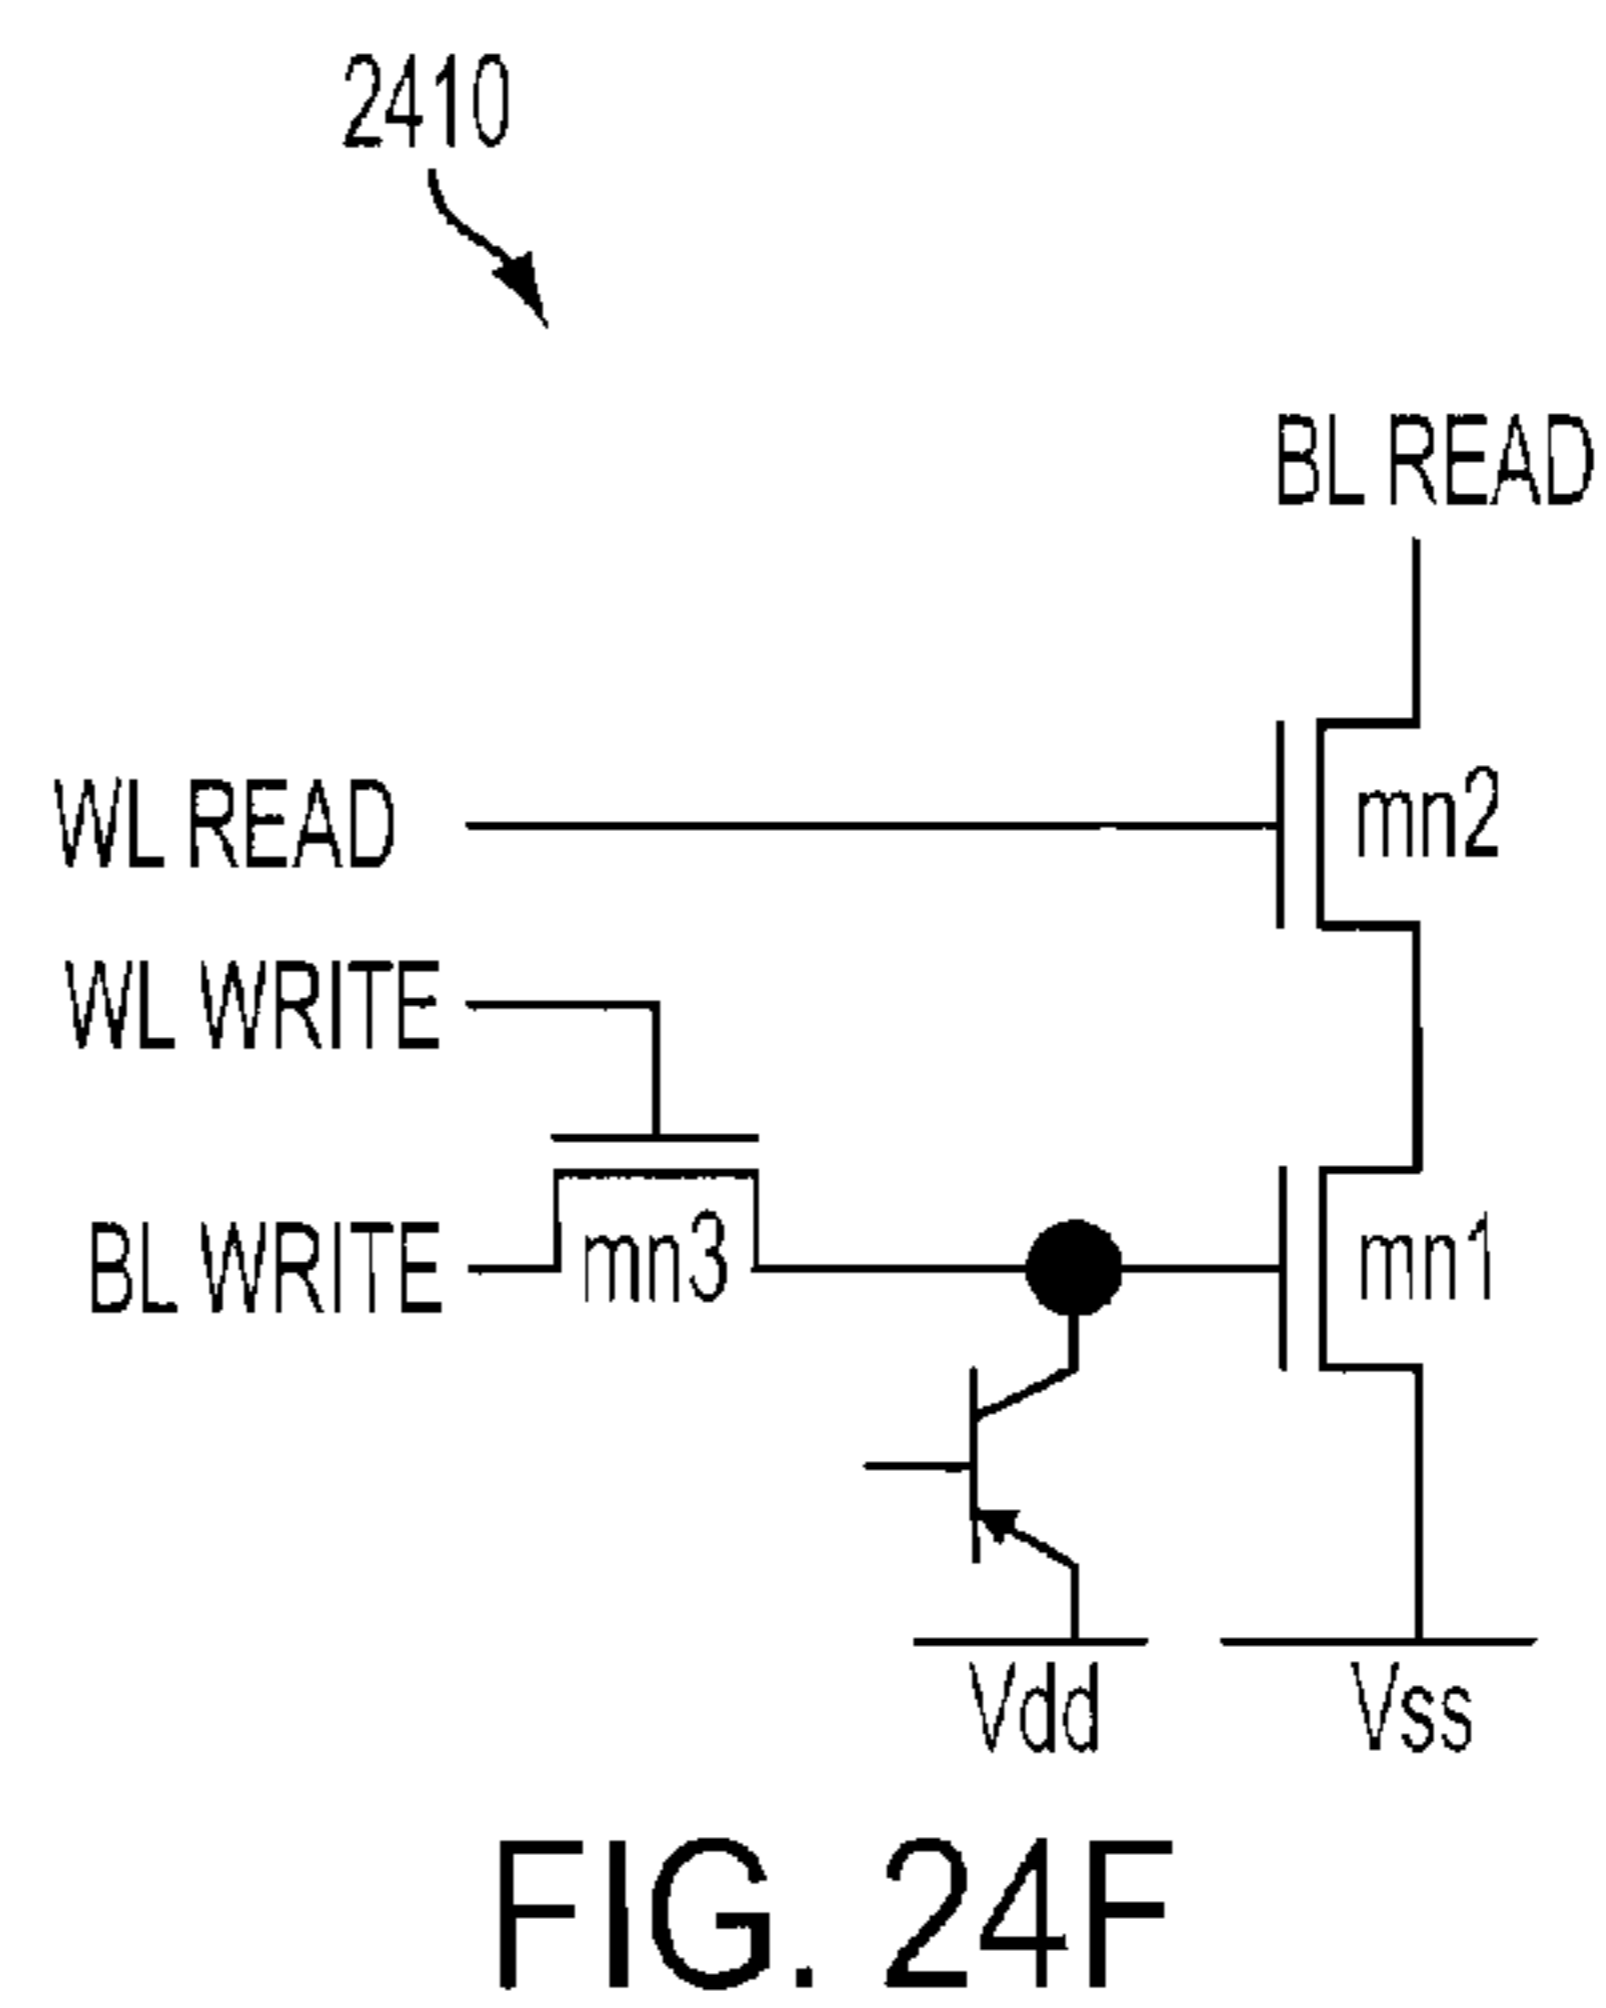 2410
BL READ
WL READ
mn2
WL WRITE
BL WRITE
mn3
mn1
Vdd
Vss
FIG. 24F